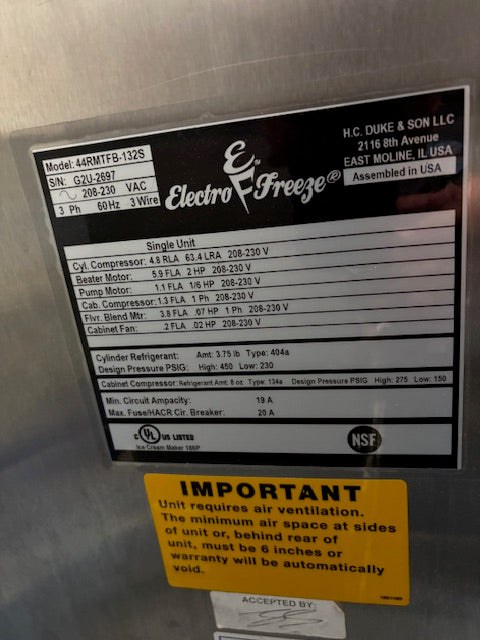 Model: 44RMTFB-132S
S/N: G2U-2697
208-230 VAC
3 Ph 60Hz 3 Wire
E™
Electro Freeze®
H.C. DUKE & SON LLC
2116 8th Avenue
EAST MOLINE, IL USA
Assembled in USA
Single Unit
Cyl. Compressor: 4.8 RLA 63.4 LRA 208-230 V
Beater Motor: 5.9 FLA 2 HP 208-230 V
Pump Motor: 1.1 FLA 1/6 HP 208-230 V
Cab. Compressor: 1.3 FLA 1 Ph 208-230 V
Flvr. Blend Mtr: 3.8 FLA .07 HP 1 Ph 208-230 V
Cabinet Fan: .2 FLA .02 HP 208-230 V
Cylinder Refrigerant: Amt: 3.75 lb Type: 404a
Design Pressure PSIG: High: 450 Low: 230
Cabinet Compressor: Refrigerant Amt: 8 oz Type: 134a Design Pressure PSIG High: 275 Low: 150
Min. Circuit Ampacity: 19 A
Max. Fuse/HACR Cir. Breaker: 20 A
C UL US LISTED
Ice Cream Maker 186P
NSF
IMPORTANT
Unit requires air ventilation.
The minimum air space at sides
of unit or, behind rear of
unit, must be 6 inches or
warranty will be automatically
void.
ACCEPTED BY: